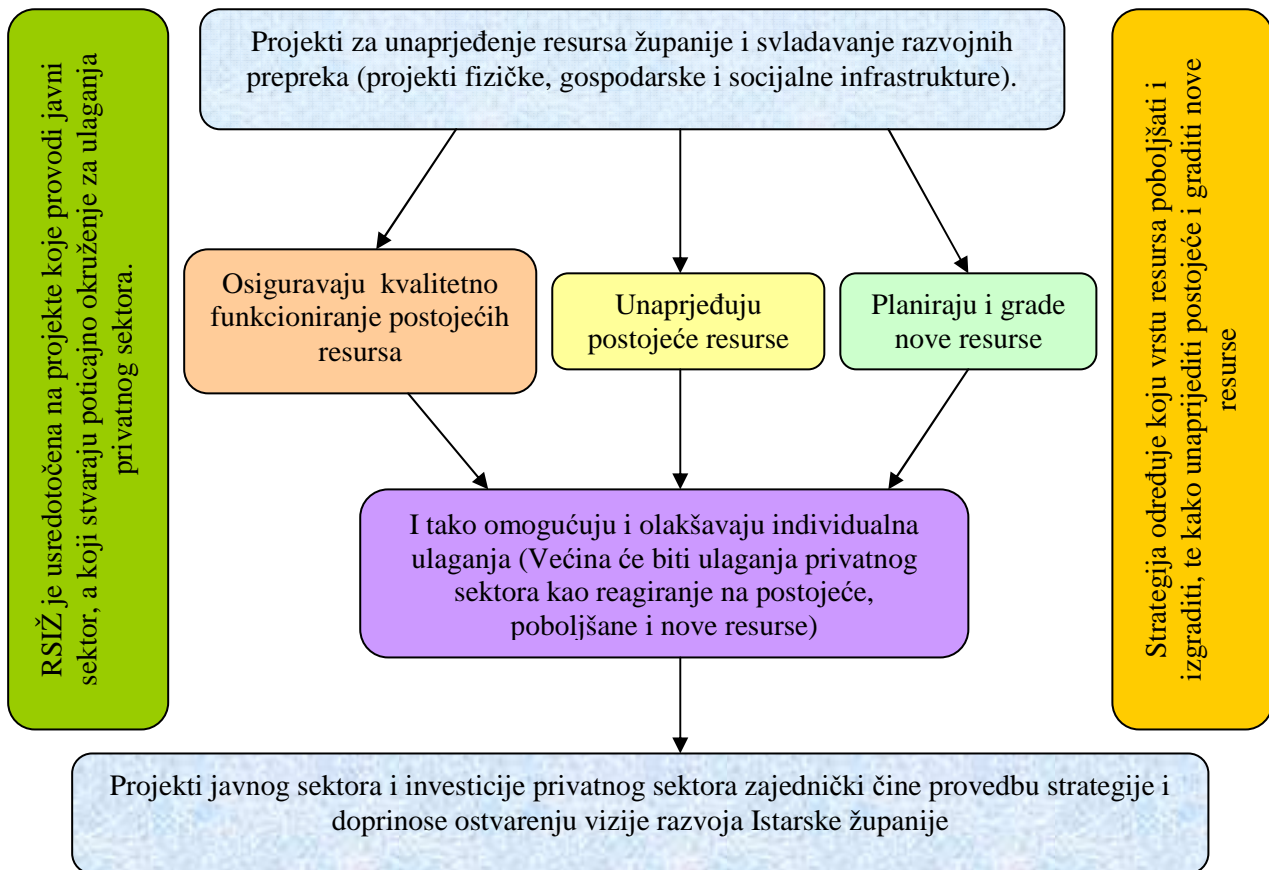 RSIŽ je usredotočena na projekte koje provodi javni
sektor, a koji stvaraju poticajno okruženje za ulaganja
privatnog sektora.
Projekti za unaprjeđenje resursa županije i svladavanje razvojnih
prepreka (projekti fizičke, gospodarske i socijalne infrastrukture).
Osiguravaju kvalitetno
funkcioniranje postojećih
resursa
Unaprjeđuju
postojeće resurse
Planiraju i grade
nove resurse
I tako omogućuju i olakšavaju individualna
ulaganja (Većina će biti ulaganja privatnog
sektora kao reagiranje na postojeće,
poboljšane i nove resurse)
Projekti javnog sektora i investicije privatnog sektora zajednički čine provedbu strategije i
doprinose ostvarenju vizije razvoja Istarske županije
Strategija određuje koju vrstu resursa poboljšati i
izgraditi, te kako unaprijediti postojeće i graditi nove
resurse